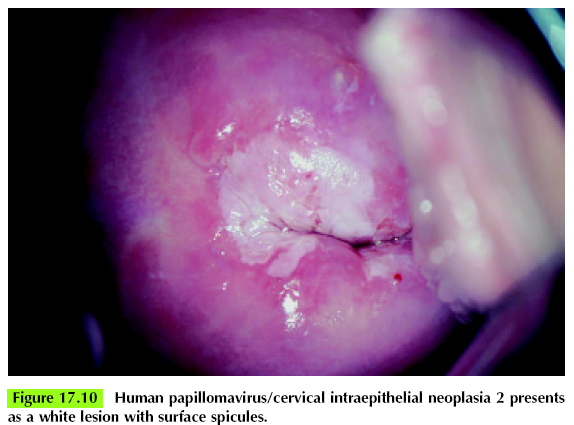 Figure 17.10 Human papillomavirus/cervical intraepithelial neoplasia 2 presents
as a white lesion with surface spicules.